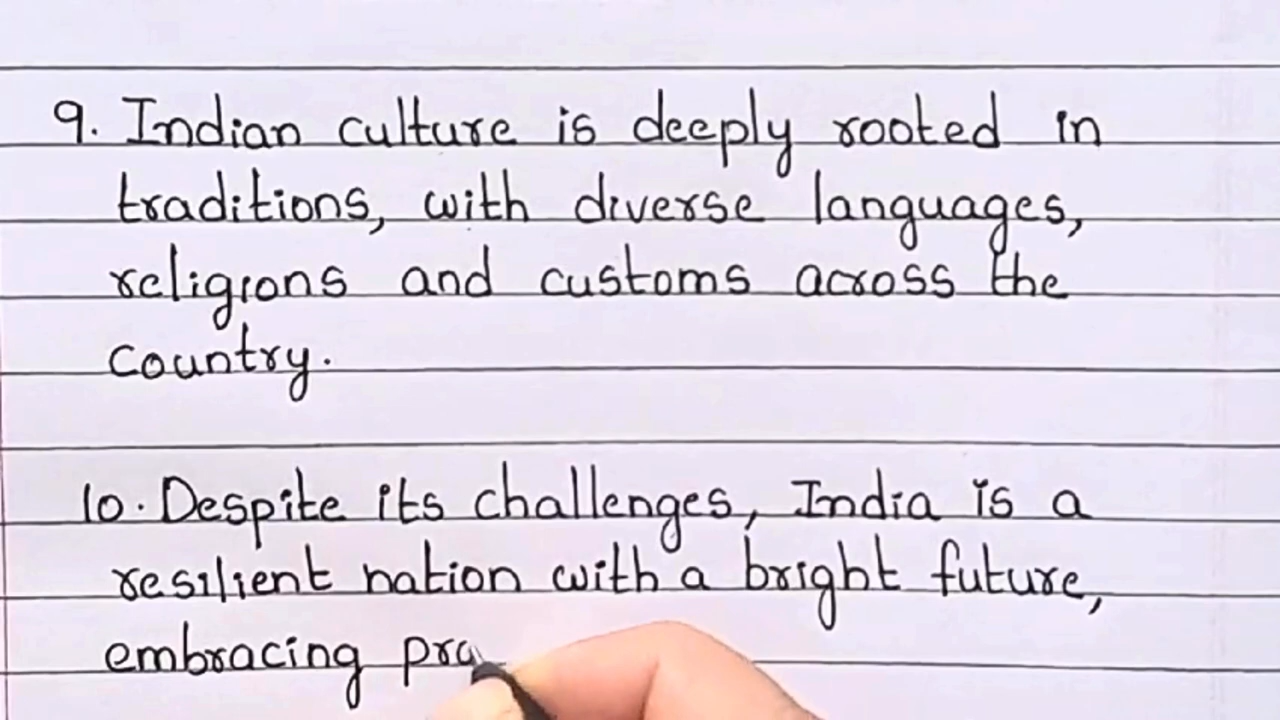 9. Indian culture is deeply rooted in
traditions, with diverse languages,
religions and customs across the
country.
10. Despite its challenges, India is a
resilient nation with a bright future,
embracing